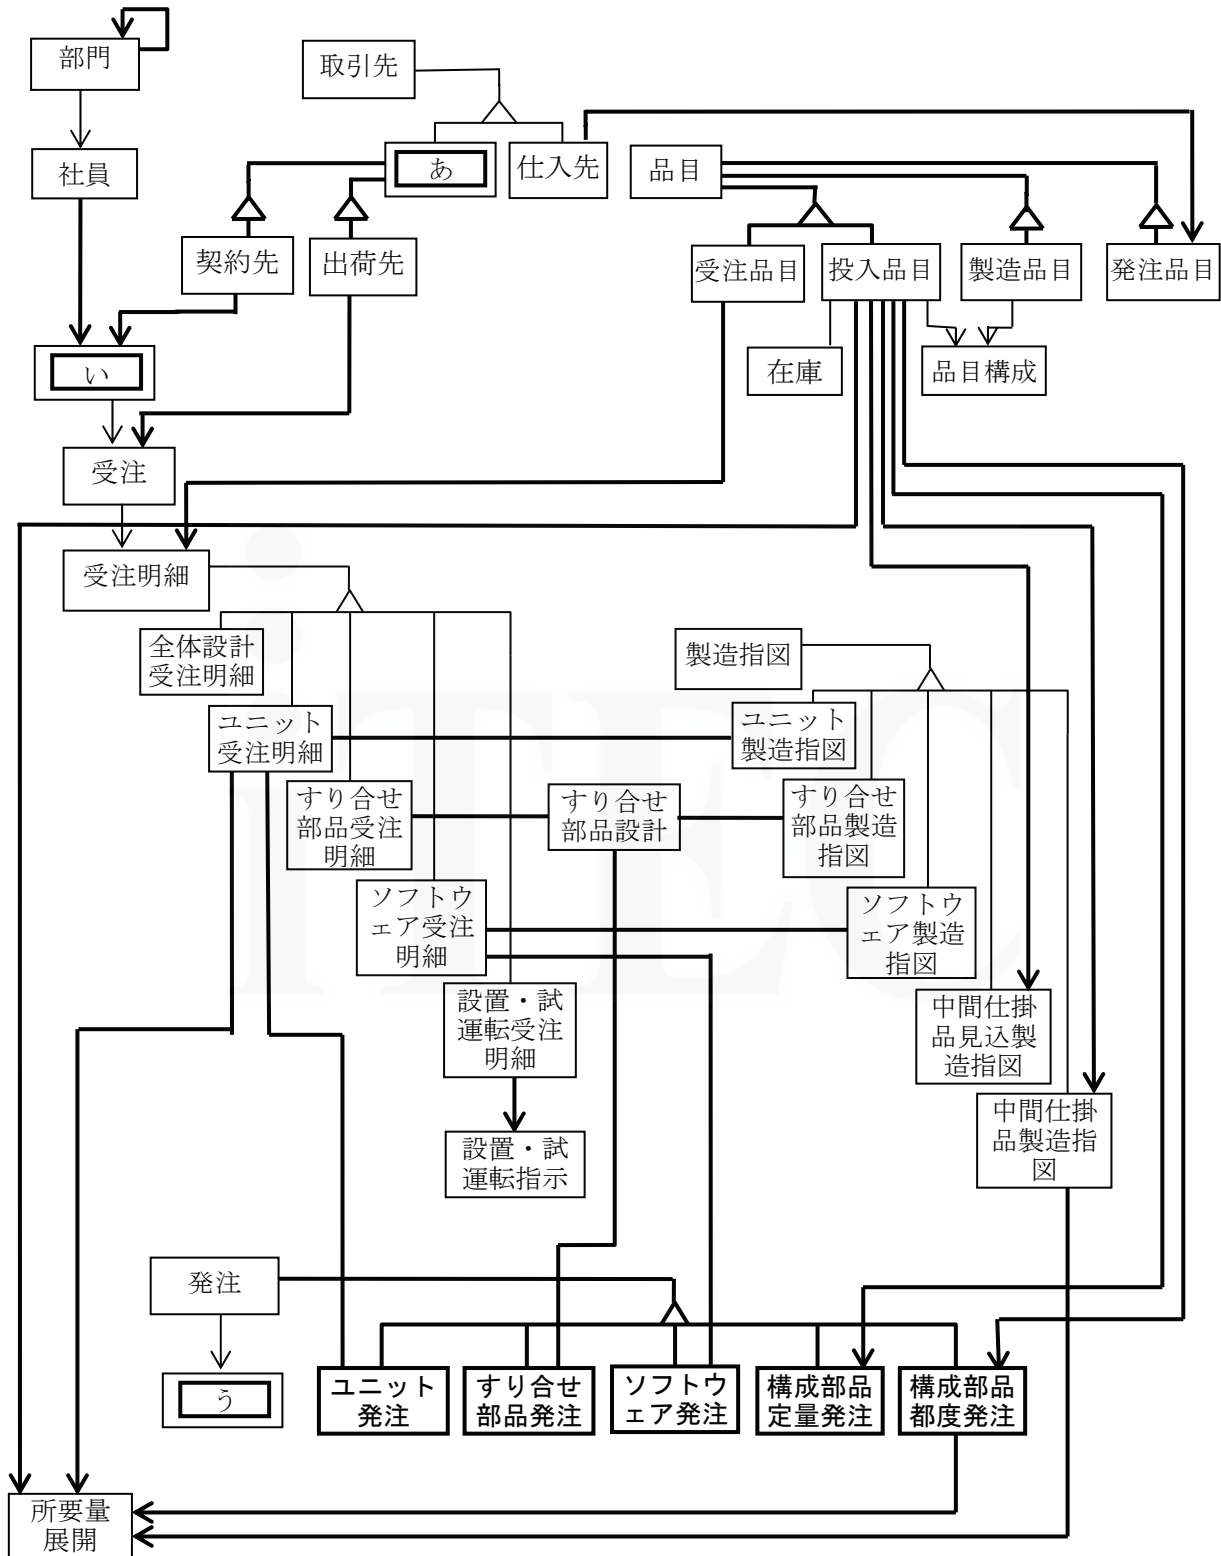 部門
取引先
社員
あ
仕入先
品目
契約先
出荷先
受注品目
投入品目
製造品目
発注品目
い
在庫
品目構成
受注
受注明細
全体設計
受注明細
製造指図
ユニット
受注明細
ユニット
製造指図
すり合せ
部品受注
明細
すり合せ
部品設計
すり合せ
部品製造
指図
ソフトウ
ェア受注
明細
ソフトウ
ェア製造
指図
設置・試
運転受注
明細
中間仕掛
品見込製
造指図
中間仕掛
品製造指
図
設置・試
運転指示
発注
う
ユニット
発注
すり合せ
部品発注
ソフトウ
ェア発注
構成部品
定量発注
構成部品
都度発注
所要量
展開
iTEC